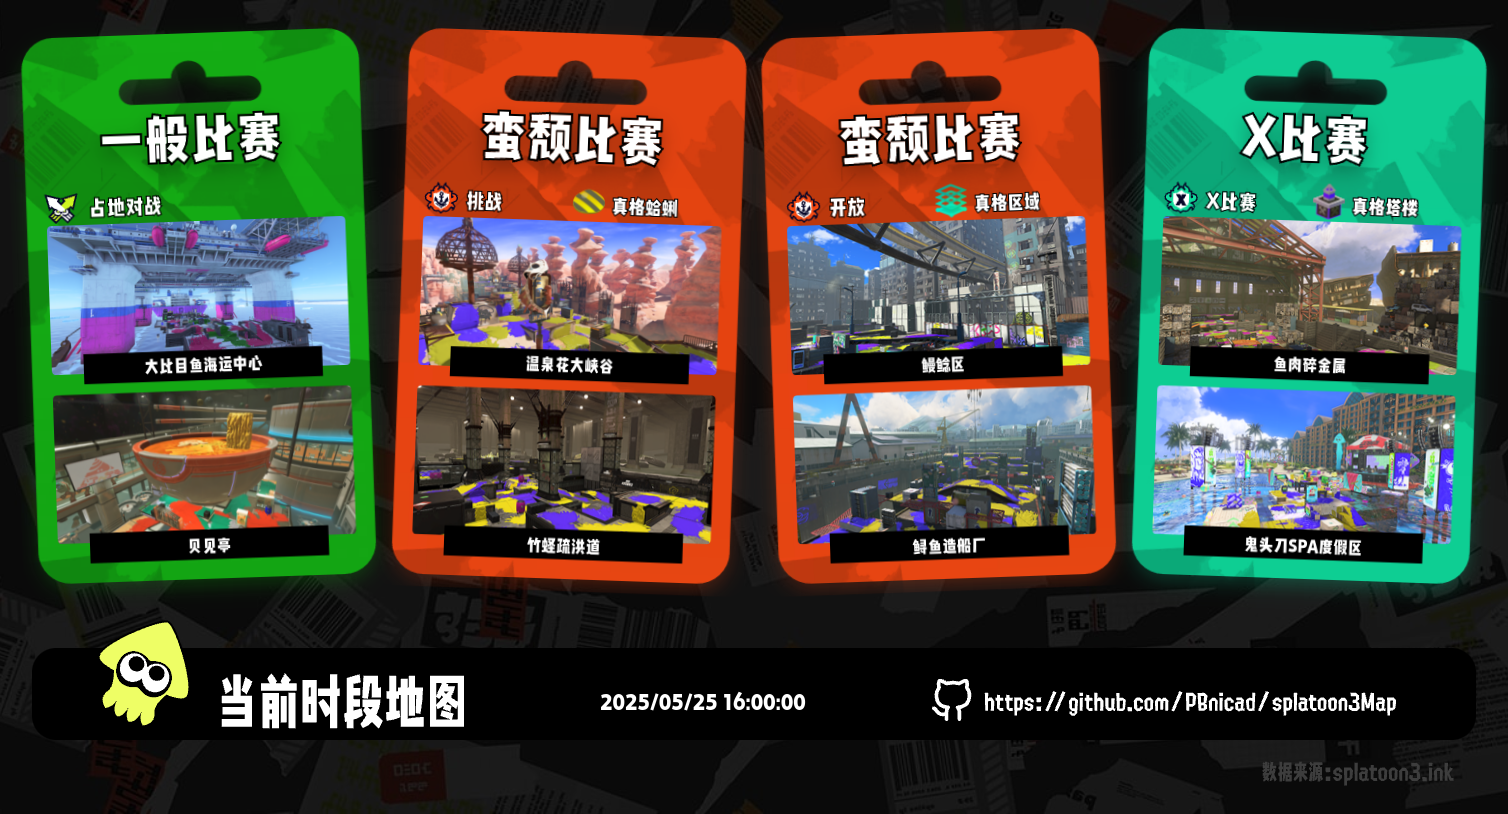 一般比赛
占地对战
大比目鱼海运中心
贝见亭
蛮颓比赛
挑战
真格蛤蜊
温泉花大峡谷
竹蛏疏洪道
蛮颓比赛
开放
真格区域
鳗鲶区
鲟鱼造船厂
X比赛
X比赛
真格塔楼
鱼肉碎金属
鬼头刀SPA度假区
当前时段地图
2025/05/25 16:00:00
https://github.com/PBnicad/splatoon3Map
数据来源:splatoon3.ink